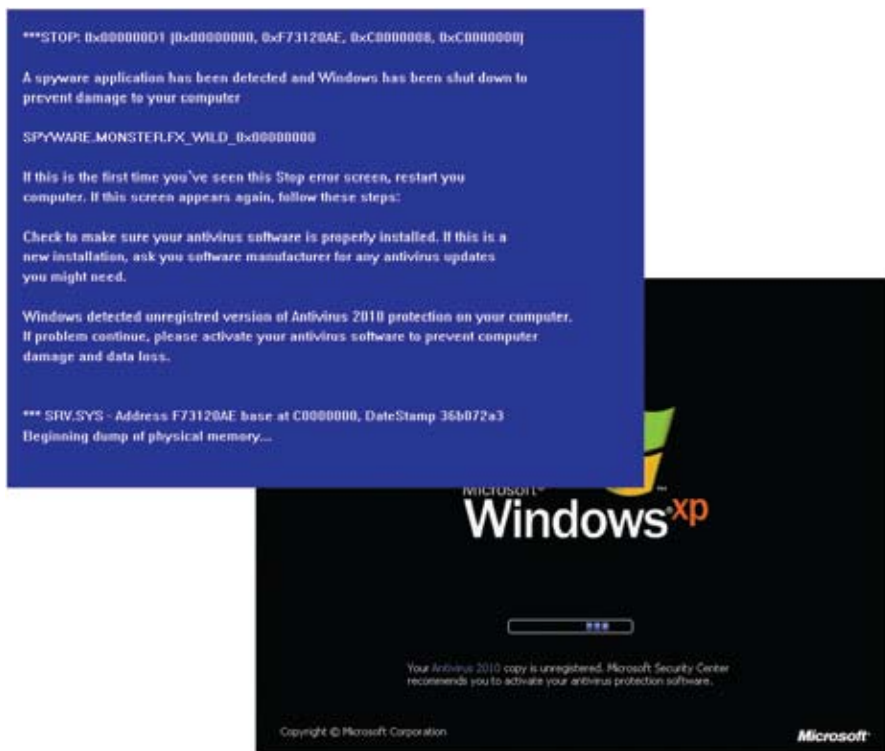 ***STOP: 0x000000D1 (0x00000000, 0xF73120AE, 0xC0000008, 0xC0000000)
A spyware application has been detected and Windows has been shut down to
prevent damage to your computer
SPYWARE.MONSTER.FX_WILD_0x00000000
If this is the first time you've seen this Stop error screen, restart you
computer. If this screen appears again, follow these steps:
Check to make sure your antivirus software is properly installed. If this is a
new installation, ask you software manufacturer for any antivirus updates
you might need.
Windows detected unregistred version of Antivirus 2010 protection on your computer.
If problem continue, please activate your antivirus software to prevent computer
damage and data loss.
*** SRV.SYS - Address F73120AE base at C0000000, DateStamp 36b072a3
Beginning dump of physical memory...
Microsoft®
Windows® xp
Your Antivirus 2010 copy is unregistered. Microsoft Security Center
recommends you to activate your antivirus protection software.
Copyright © Microsoft Corporation
Microsoft